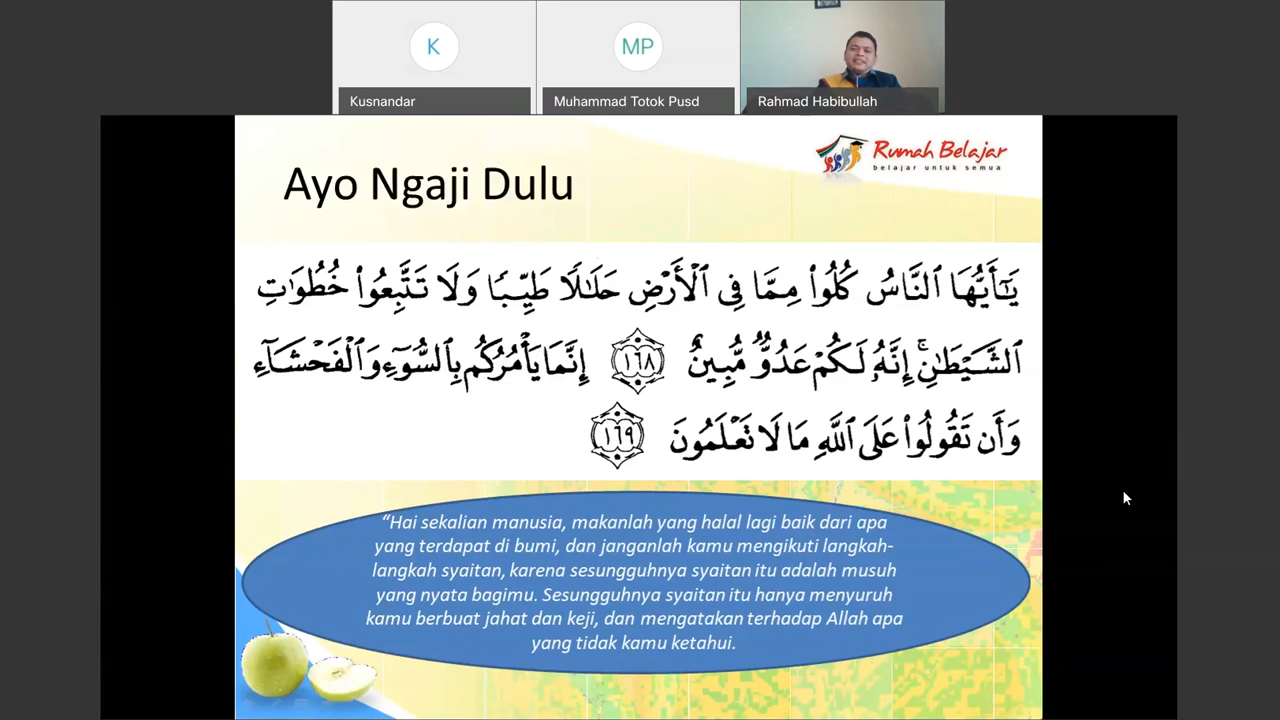 K
MP
Kusnandar
Muhammad Totok Pusd
Rahmad Habibullah
Rumah Belajar
belajar untuk semua
Ayo Ngaji Dulu
يَـٰٓأَيُّهَا ٱلنَّاسُ كُلُوا۟ مِمَّا فِى ٱلْأَرْضِ حَلَـٰلًا طَيِّبًا وَلَا تَتَّبِعُوا۟ خُطُوَٰتِ
ٱلشَّيْطَـٰنِ ۚ إِنَّهُۥ لَكُمْ عَدُوٌّ مُّبِينٌ ١٦٨ إِنَّمَا يَأْمُرُكُم بِٱلسُّوٓءِ وَٱلْفَحْشَآءِ
وَأَن تَقُولُوا۟ عَلَى ٱللَّهِ مَا لَا تَعْلَمُونَ ١٦٩
“Hai sekalian manusia, makanlah yang halal lagi baik dari apa
yang terdapat di bumi, dan janganlah kamu mengikuti langkah-
langkah syaitan, karena sesungguhnya syaitan itu adalah musuh
yang nyata bagimu. Sesungguhnya syaitan itu hanya menyuruh
kamu berbuat jahat dan keji, dan mengatakan terhadap Allah apa
yang tidak kamu ketahui.